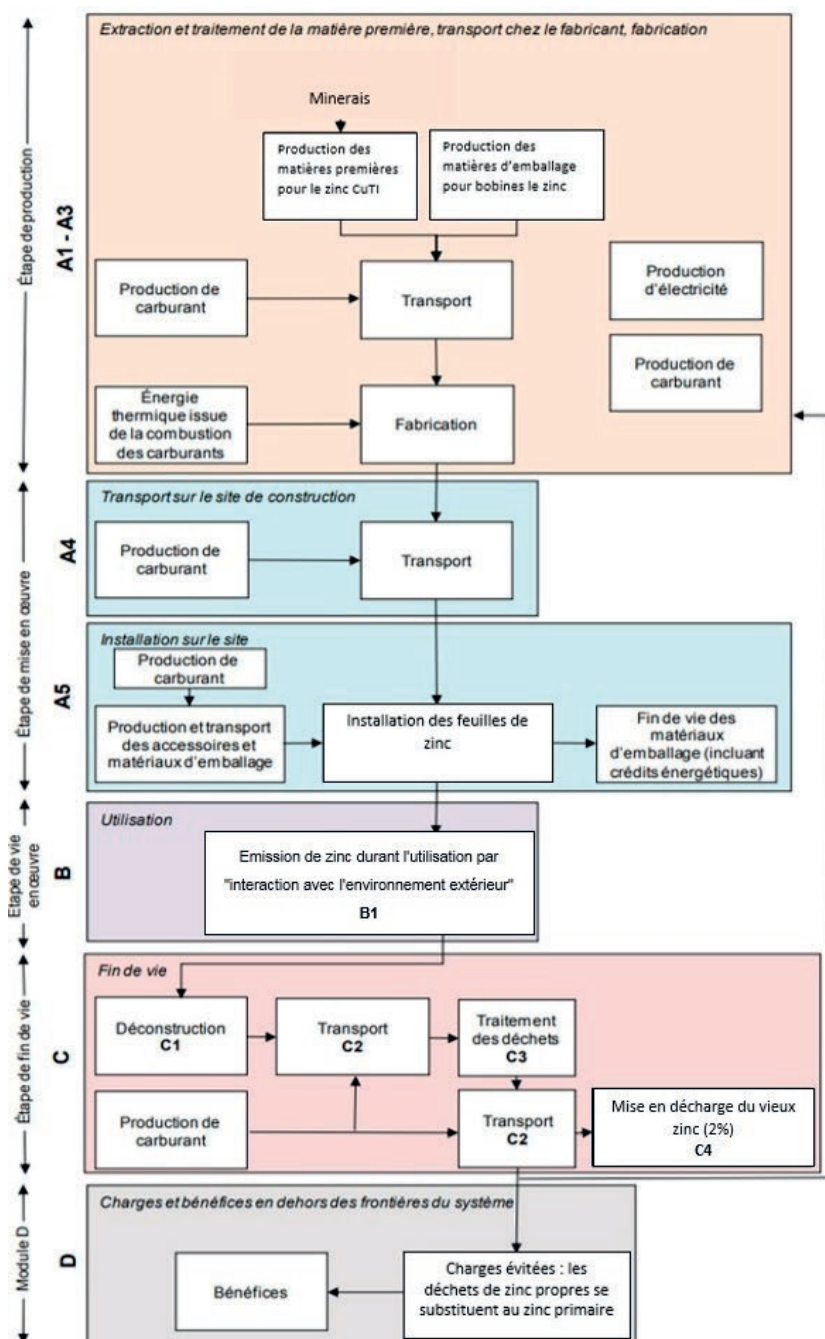 Extraction et traitement de la matière première, transport chez le fabricant, fabrication
Étape de production
A1 - A3
Minerais
Production des
matières premières
pour le zinc CuTI
Production des
matières d'emballage
pour bobines le zinc
Production de
carburant
Transport
Production
d'électricité
Production de
carburant
Énergie
thermique issue
de la combustion
des carburants
Fabrication
Étape de mise en œuvre
A4
Transport sur le site de construction
Production de
carburant
Transport
A5
Installation sur le site
Production de
carburant
Production et transport
des accessoires et
matériaux d'emballage
Installation des feuilles de
zinc
Fin de vie des
matériaux
d'emballage (incluant
crédits énergétiques)
Etape de vie
en œuvre
B
Utilisation
Emission de zinc durant l'utilisation par
"interaction avec l'environnement extérieur"
B1
Étape de fin de vie
C
Fin de vie
Déconstruction
C1
Transport
C2
Traitement
des déchets
C3
Production de
carburant
Transport
C2
Mise en décharge du vieux
zinc (2%)
C4
Module D
D
Charges et bénéfices en dehors des frontières du système
Bénéfices
Charges évitées : les
déchets de zinc propres se
substituent au zinc primaire